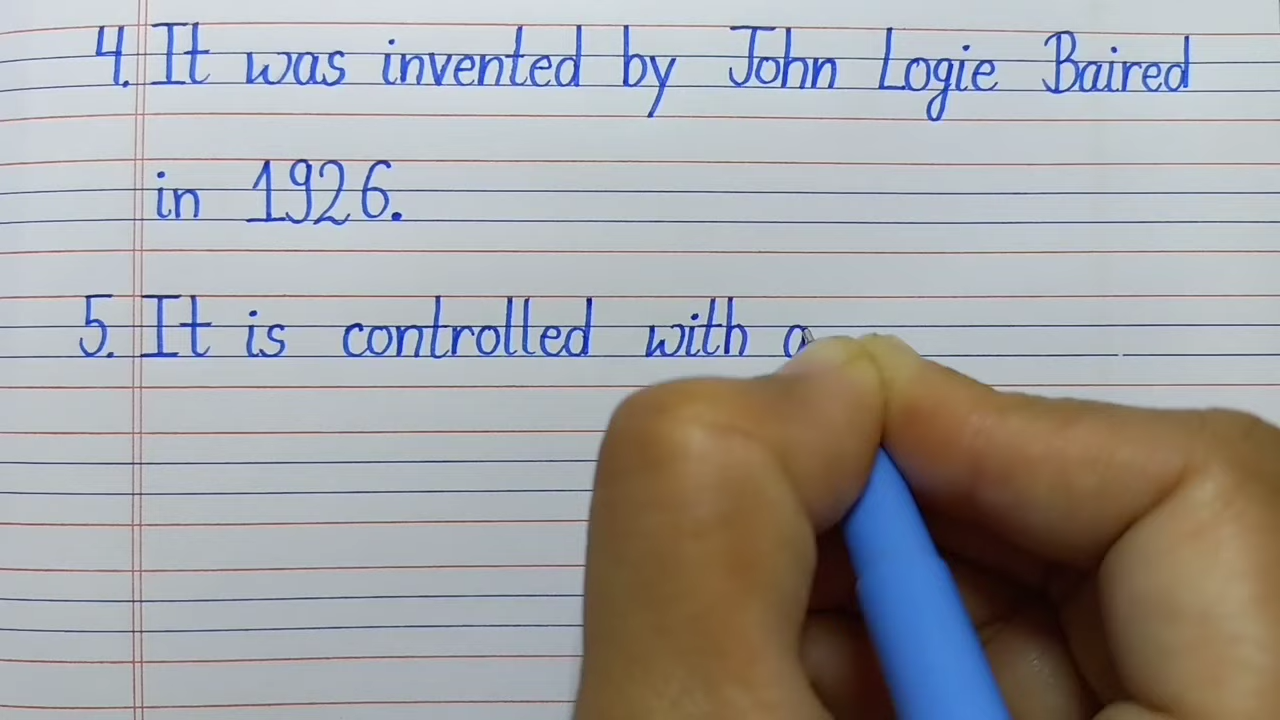 4. It was invented by John Logie Baired
in 1926.
5. It is controlled with a